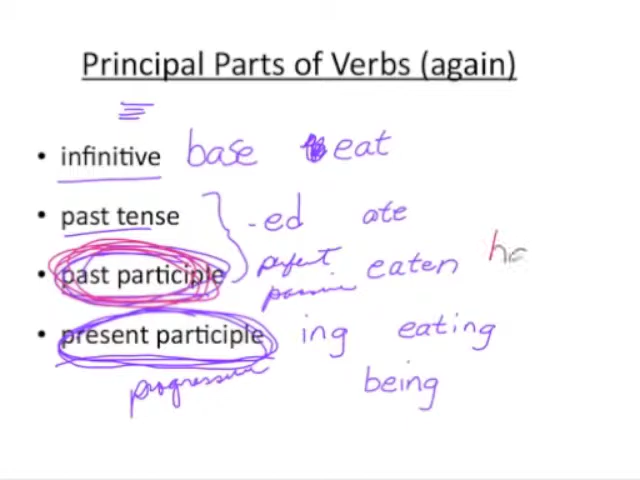 Principal Parts of Verbs (again)
• infinitive base eat
• past tense -ed ate
• past participle perfect passive eaten ha
• present participle ing eating
progressive being